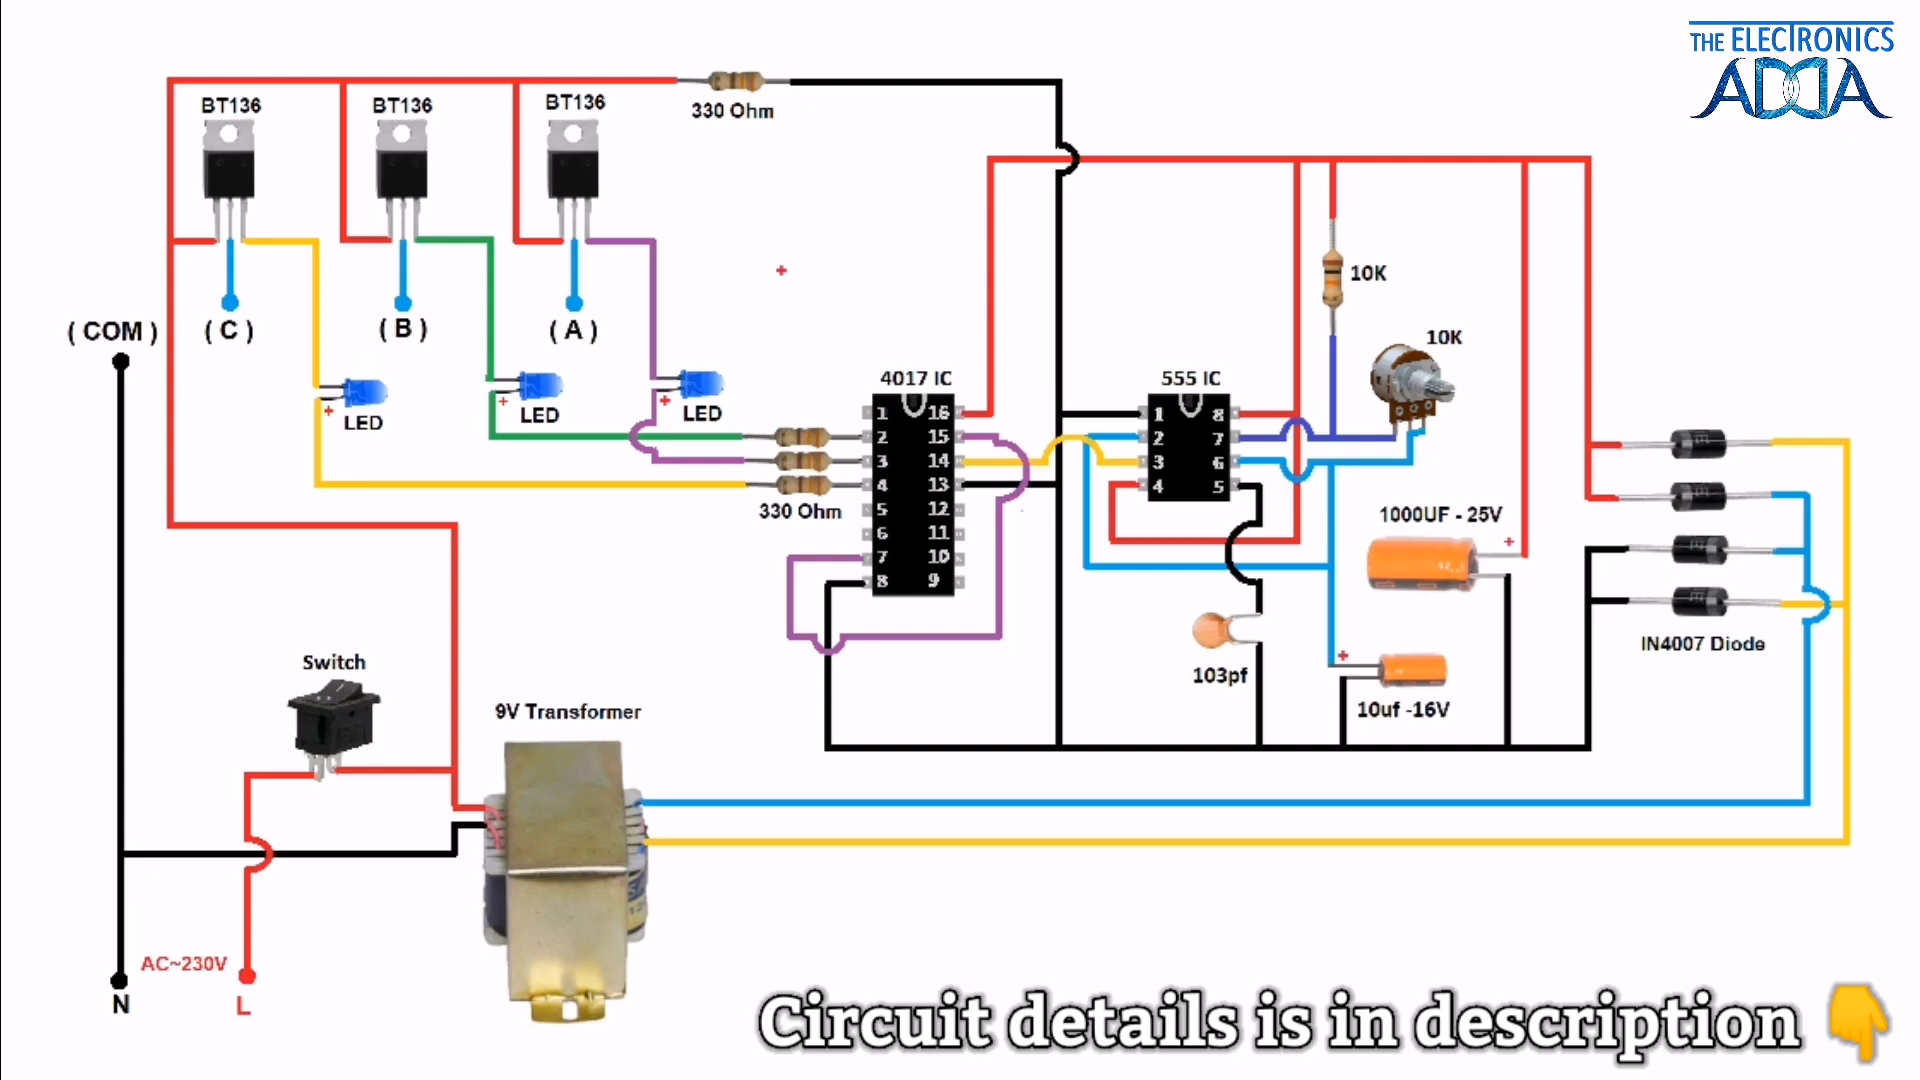 THE ELECTRONICS
ADDA
BT136
BT136
BT136
330 Ohm
10K
( COM )
( C )
( B )
( A )
10K
4017 IC
555 IC
LED
LED
LED
1 16
2 15
3 14
4 13
5 12
6 11
7 10
8 9
1 8
2 7
3 6
4 5
+
+
+
+
330 Ohm
1000UF - 25V
+
IN4007 Diode
103pf
+
10uf -16V
Switch
9V Transformer
AC~230V
N
L
Circuit details is in description